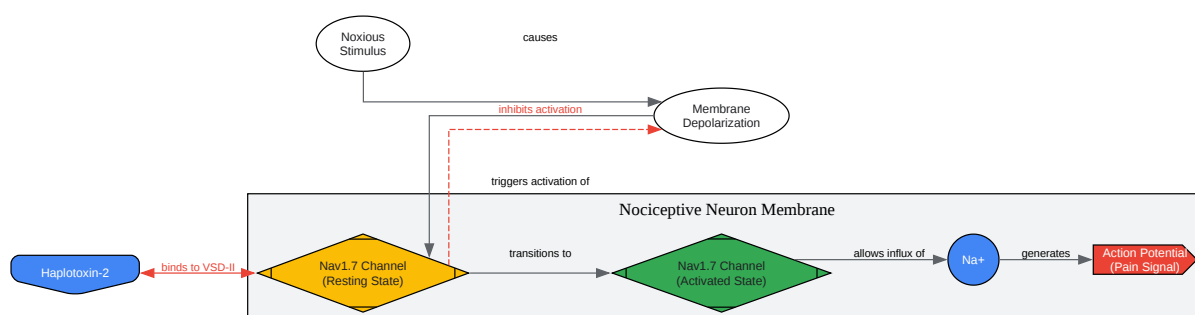 Noxious
Stimulus
causes
inhibits activation
Membrane
Depolarization
triggers activation of
Nociceptive Neuron Membrane
Haplotoxin-2
binds to VSD-II
Nav1.7 Channel
(Resting State)
transitions to
Nav1.7 Channel
(Activated State)
allows influx of
Na+
generates
Action Potential
(Pain Signal)